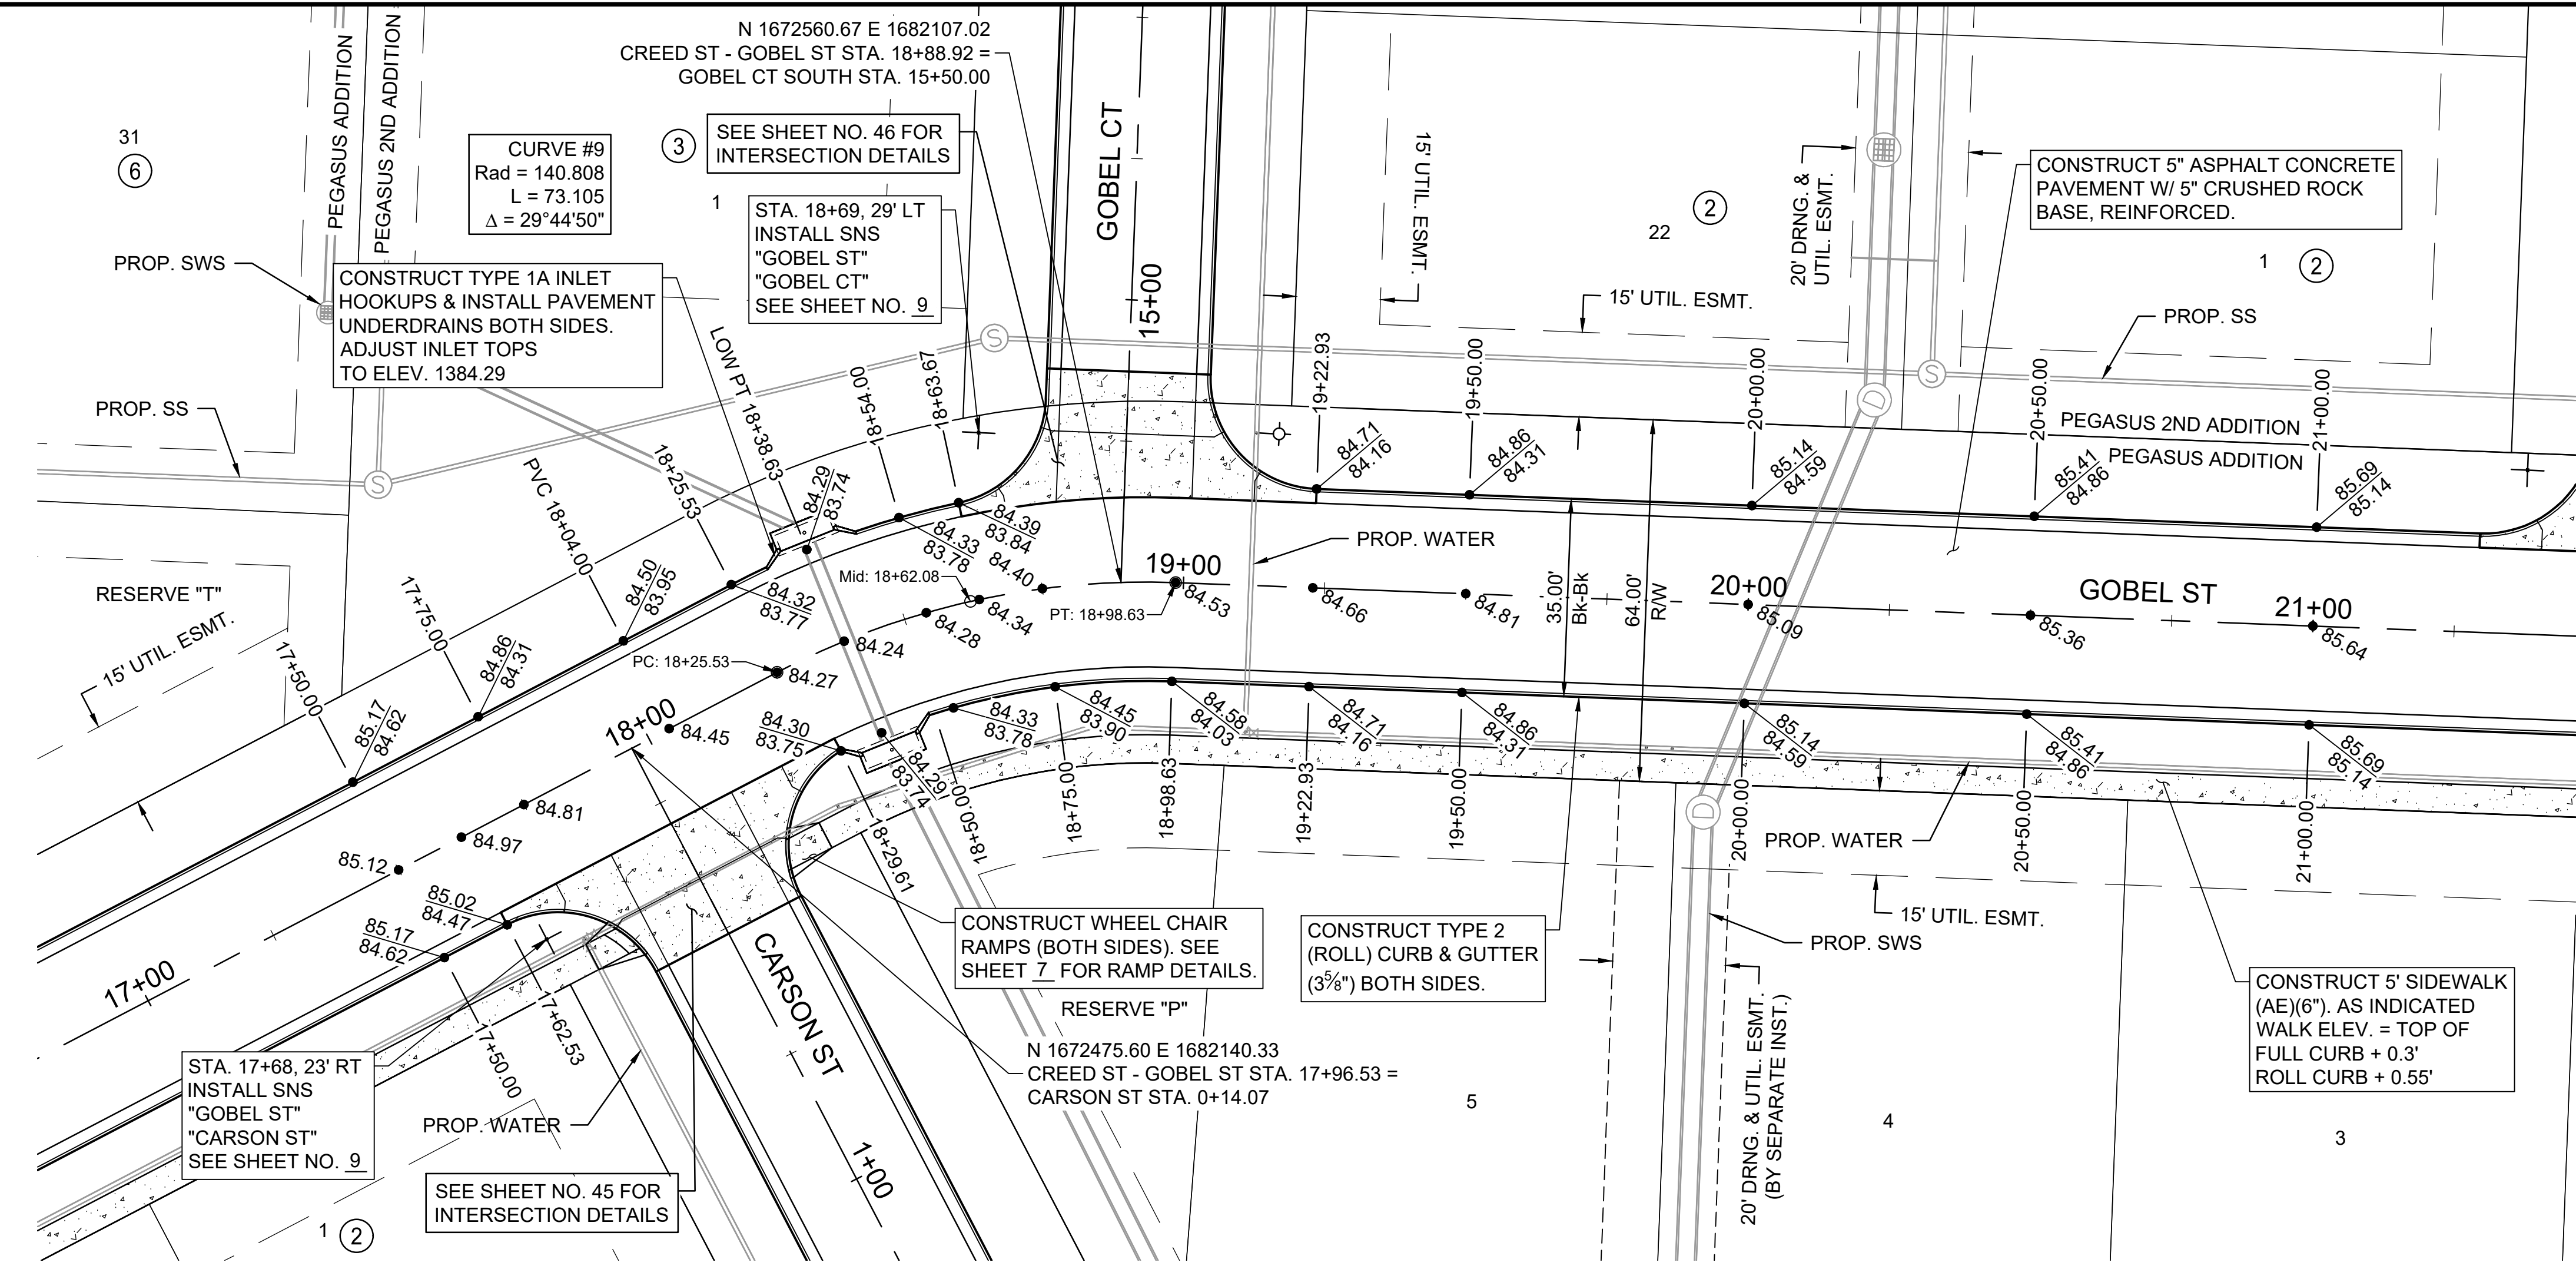 N 1672560.67 E 1682107.02
CREED ST - GOBEL ST STA. 18+88.92 =
GOBEL CT SOUTH STA. 15+50.00
PEGASUS ADDITION
PEGASUS 2ND ADDITION
31
6
CURVE #9
Rad = 140.808
L = 73.105
Δ = 29°44'50"
3
SEE SHEET NO. 46 FOR
INTERSECTION DETAILS
1
STA. 18+69, 29' LT
INSTALL SNS
"GOBEL ST"
"GOBEL CT"
SEE SHEET NO. 9
GOBEL CT
15+00
15' UTIL. ESMT.
22
2
15' UTIL. ESMT.
20' DRNG. &
UTIL. ESMT.
CONSTRUCT 5" ASPHALT CONCRETE
PAVEMENT W/ 5" CRUSHED ROCK
BASE, REINFORCED.
1
2
PROP. SS
PROP. SWS
CONSTRUCT TYPE 1A INLET
HOOKUPS & INSTALL PAVEMENT
UNDERDRAINS BOTH SIDES.
ADJUST INLET TOPS
TO ELEV. 1384.29
PROP. SS
S
S
S
D
D
RESERVE "T"
15' UTIL. ESMT.
17+50.00
17+75.00
PVC 18+04.00
18+25.53
LOW PT 18+38.63
18+54.00
18+63.67
19+22.93
19+50.00
20+00.00
20+50.00
21+00.00
PEGASUS 2ND ADDITION
PEGASUS ADDITION
85.17
84.62
84.86
84.31
84.50
83.95
84.32
83.77
84.29
83.74
84.33
83.78
84.39
83.84
84.71
84.16
84.86
84.31
85.14
84.59
85.41
84.86
85.69
85.14
PROP. WATER
Mid: 18+62.08
PT: 18+98.63
PC: 18+25.53
17+00
18+00
19+00
20+00
21+00
GOBEL ST
85.12
84.97
84.81
84.45
84.27
84.24
84.28
84.34
84.40
84.53
84.66
84.81
85.09
85.36
85.64
35.00'
Bk-Bk
64.00'
R/W
85.17
84.62
85.02
84.47
84.30
83.75
84.29
83.74
84.33
83.78
84.45
83.90
84.58
84.03
84.71
84.16
84.86
84.31
85.14
84.59
85.41
84.86
85.69
85.14
17+50.00
17+62.53
18+29.61
18+50.00
18+75.00
18+98.63
19+22.93
19+50.00
20+00.00
20+50.00
21+00.00
PROP. WATER
15' UTIL. ESMT.
PROP. SWS
CONSTRUCT WHEEL CHAIR
RAMPS (BOTH SIDES). SEE
SHEET 7 FOR RAMP DETAILS.
CONSTRUCT TYPE 2
(ROLL) CURB & GUTTER
(3⅝") BOTH SIDES.
CONSTRUCT 5' SIDEWALK
(AE)(6"). AS INDICATED
WALK ELEV. = TOP OF
FULL CURB + 0.3'
ROLL CURB + 0.55'
RESERVE "P"
N 1672475.60 E 1682140.33
CREED ST - GOBEL ST STA. 17+96.53 =
CARSON ST STA. 0+14.07
CARSON ST
1+00
STA. 17+68, 23' RT
INSTALL SNS
"GOBEL ST"
"CARSON ST"
SEE SHEET NO. 9
PROP. WATER
SEE SHEET NO. 45 FOR
INTERSECTION DETAILS
1
2
5
20' DRNG. & UTIL. ESMT.
(BY SEPARATE INST.)
4
3